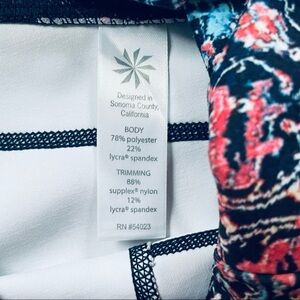 Designed in
Sonoma County,
California
BODY
78% polyester
22%
lycra® spandex
TRIMMING
88%
supplex® nylon
12%
lycra® spandex
RN #54023